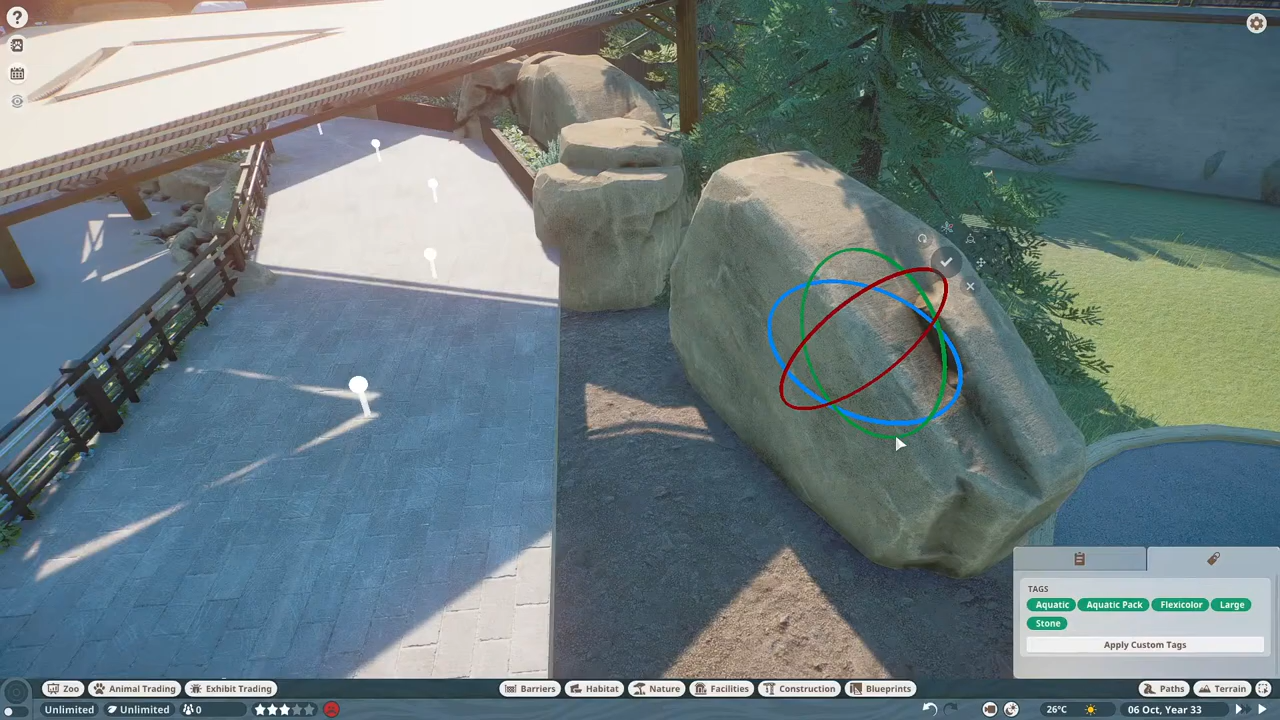 ?
TAGS
Aquatic Aquatic Pack Flexicolor Large
Stone
Apply Custom Tags
Zoo Animal Trading Exhibit Trading Barriers Habitat Nature Facilities Construction Blueprints Paths Terrain
Unlimited Unlimited 0 26°C 06 Oct, Year 33